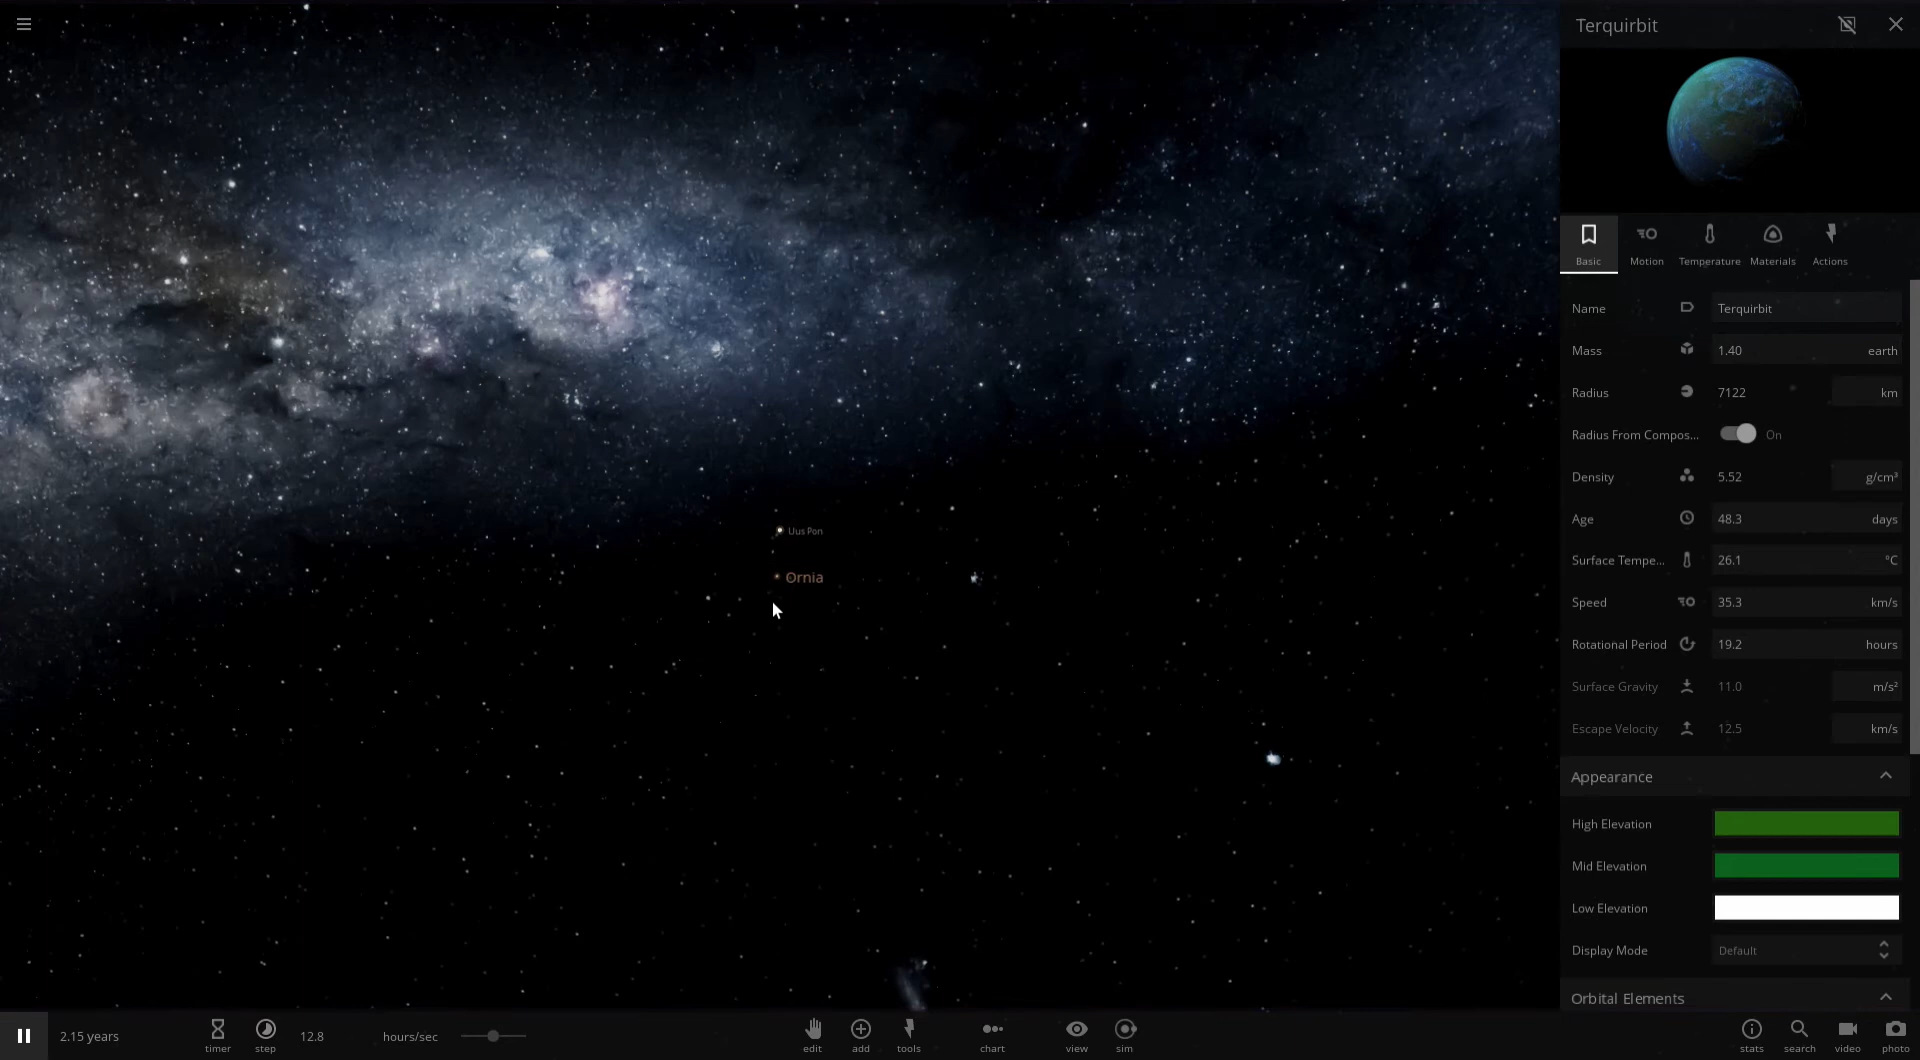 Terquirbit
Basic Motion Temperature Materials Actions
Name Terquirbit
Mass 1.40 earth
Radius 7122 km
Radius From Compos... On
Density 5.52 g/cm³
Age 48.3 days
Surface Tempe... 26.1 °C
Speed 35.3 km/s
Rotational Period 19.2 hours
Surface Gravity 11.0 m/s²
Escape Velocity 12.5 km/s
Appearance
High Elevation
Mid Elevation
Low Elevation
Display Mode Default
Orbital Elements
Uus Pon
Ornia
2.15 years timer step 12.8 hours/sec edit add tools chart view sim stats search video photo